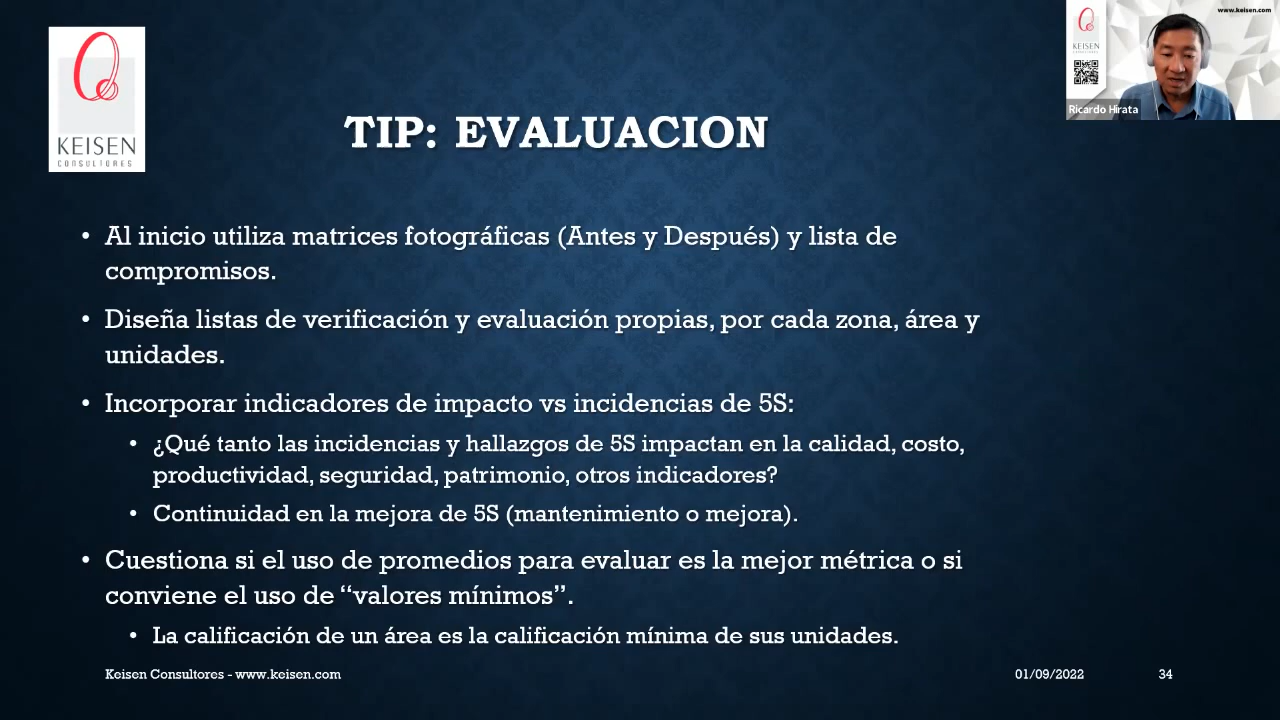 www.keisen.com
KEISEN
Ricardo Hirata
KEISEN
CONSULTORES
TIP: EVALUACION
• Al inicio utiliza matrices fotográficas (Antes y Después) y lista de
compromisos.
• Diseña listas de verificación y evaluación propias, por cada zona, área y
unidades.
• Incorporar indicadores de impacto vs incidencias de 5S:
• ¿Qué tanto las incidencias y hallazgos de 5S impactan en la calidad, costo,
productividad, seguridad, patrimonio, otros indicadores?
• Continuidad en la mejora de 5S (mantenimiento o mejora).
• Cuestiona si el uso de promedios para evaluar es la mejor métrica o si
conviene el uso de “valores mínimos”.
• La calificación de un área es la calificación mínima de sus unidades.
Keisen Consultores - www.keisen.com
01/09/2022
34